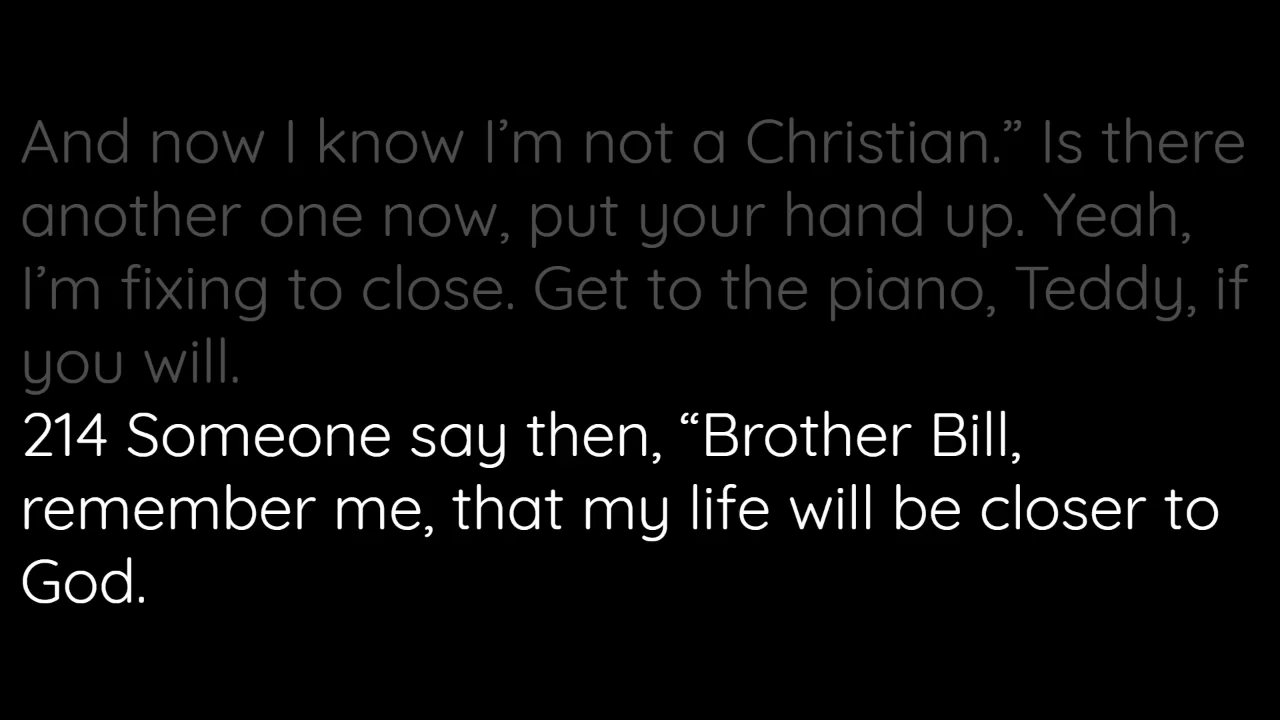 And now I know I’m not a Christian.” Is there
another one now, put your hand up. Yeah,
I’m fixing to close. Get to the piano, Teddy, if
you will.
214 Someone say then, “Brother Bill,
remember me, that my life will be closer to
God.